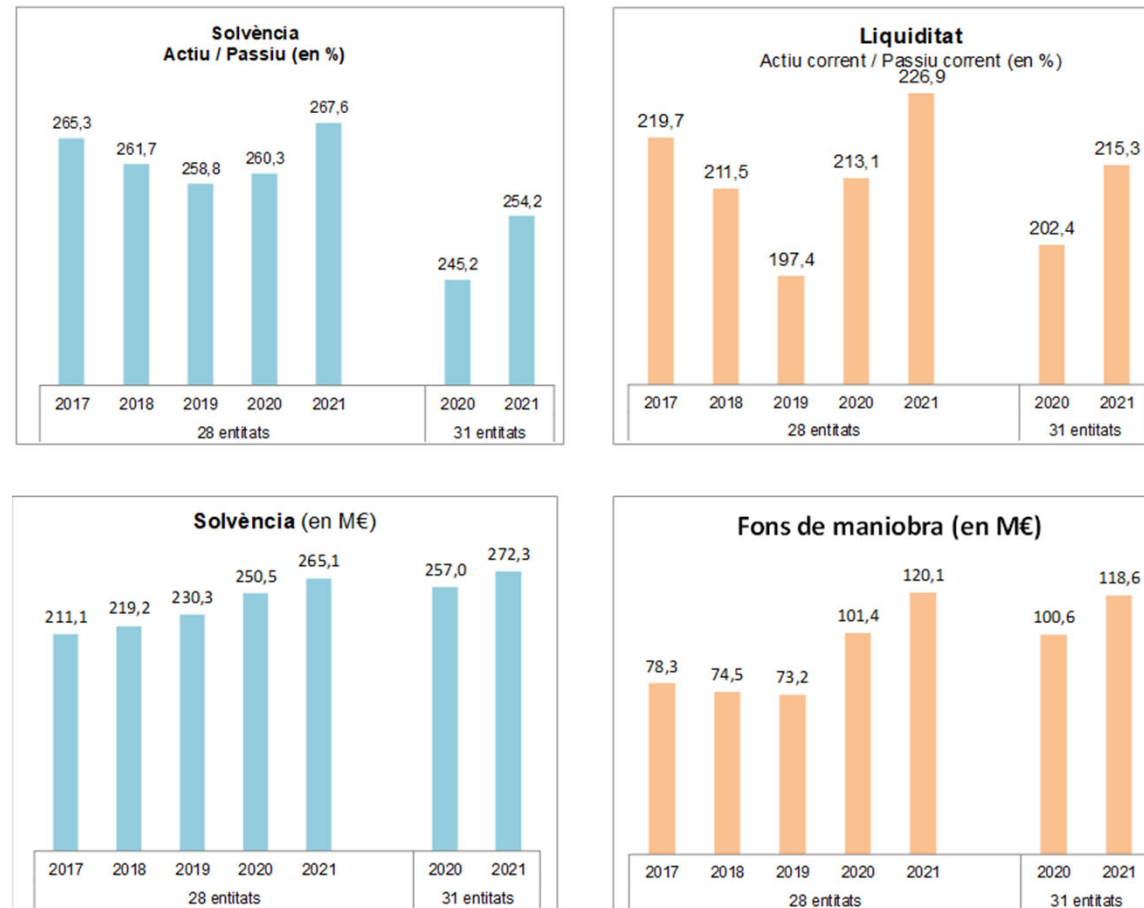 Solvència
Actiu / Passiu (en %)
265,3
261,7
258,8
260,3
267,6
245,2
254,2
2017 2018 2019 2020 2021 2020 2021
28 entitats 31 entitats
Liquiditat
Actiu corrent / Passiu corrent (en %)
219,7
211,5
197,4
213,1
226,9
202,4
215,3
2017 2018 2019 2020 2021 2020 2021
28 entitats 31 entitats
Solvència (en M€)
211,1
219,2
230,3
250,5
265,1
257,0
272,3
2017 2018 2019 2020 2021 2020 2021
28 entitats 31 entitats
Fons de maniobra (en M€)
78,3
74,5
73,2
101,4
120,1
100,6
118,6
2017 2018 2019 2020 2021 2020 2021
28 entitats 31 entitats